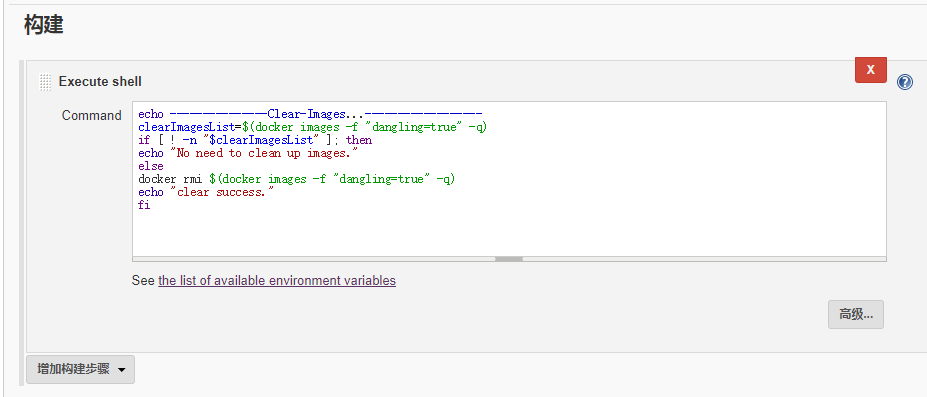 构建
Execute shell
X
Command
echo ---------------Clear-Images...------------------
clearImagesList=$(docker images -f "dangling=true" -q)
if [ ! -n "$clearImagesList" ]; then
echo "No need to clean up images."
else
docker rmi $(docker images -f "dangling=true" -q)
echo "clear success."
fi
See the list of available environment variables
高级...
增加构建步骤